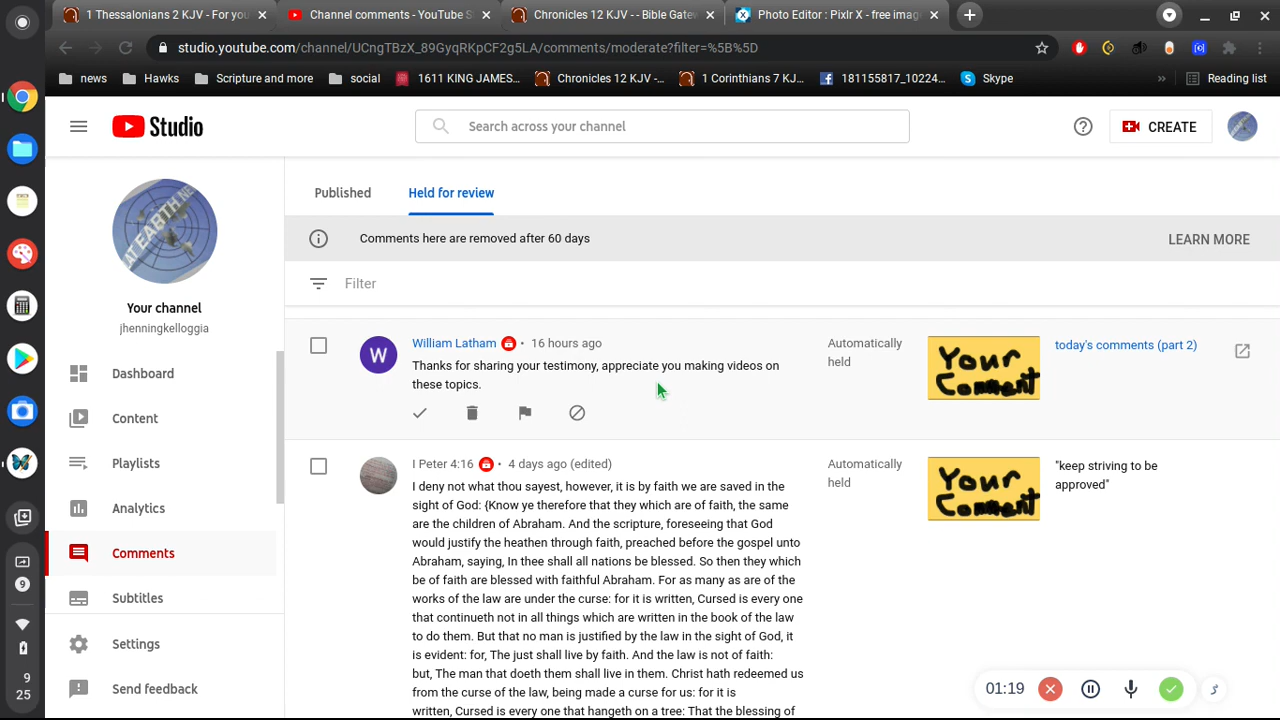 1 Thessalonians 2 KJV - For you
Channel comments - YouTube S
Chronicles 12 KJV - - Bible Gatew
Photo Editor : Pixlr X - free imag
studio.youtube.com/channel/UCngTBzX_89GyqRKpCF2g5LA/comments/moderate?filter=%5B%5D
news
Hawks
Scripture and more
social
1611 KING JAMES...
Chronicles 12 KJV -...
1 Corinthians 7 KJ...
181155817_10224...
Skype
Reading list
Studio
Search across your channel
CREATE
Your channel
jhenningkelloggia
Dashboard
Content
Playlists
Analytics
Comments
Subtitles
Settings
Send feedback
Published
Held for review
Comments here are removed after 60 days
LEARN MORE
Filter
William Latham • 16 hours ago
W
Thanks for sharing your testimony, appreciate you making videos on
these topics.
Automatically
held
Your
Comment
today's comments (part 2)
I Peter 4:16 • 4 days ago (edited)
I deny not what thou sayest, however, it is by faith we are saved in the
sight of God: {Know ye therefore that they which are of faith, the same
are the children of Abraham. And the scripture, foreseeing that God
would justify the heathen through faith, preached before the gospel unto
Abraham, saying, In thee shall all nations be blessed. So then they which
be of faith are blessed with faithful Abraham. For as many as are of the
works of the law are under the curse: for it is written, Cursed is every one
that continueth not in all things which are written in the book of the law
to do them. But that no man is justified by the law in the sight of God, it
is evident: for, The just shall live by faith. And the law is not of faith:
but, The man that doeth them shall live in them. Christ hath redeemed us
from the curse of the law, being made a curse for us: for it is
written, Cursed is every one that hangeth on a tree: That the blessing of
Automatically
held
Your
Comment
"keep striving to be
approved"
01:19
9
9
25